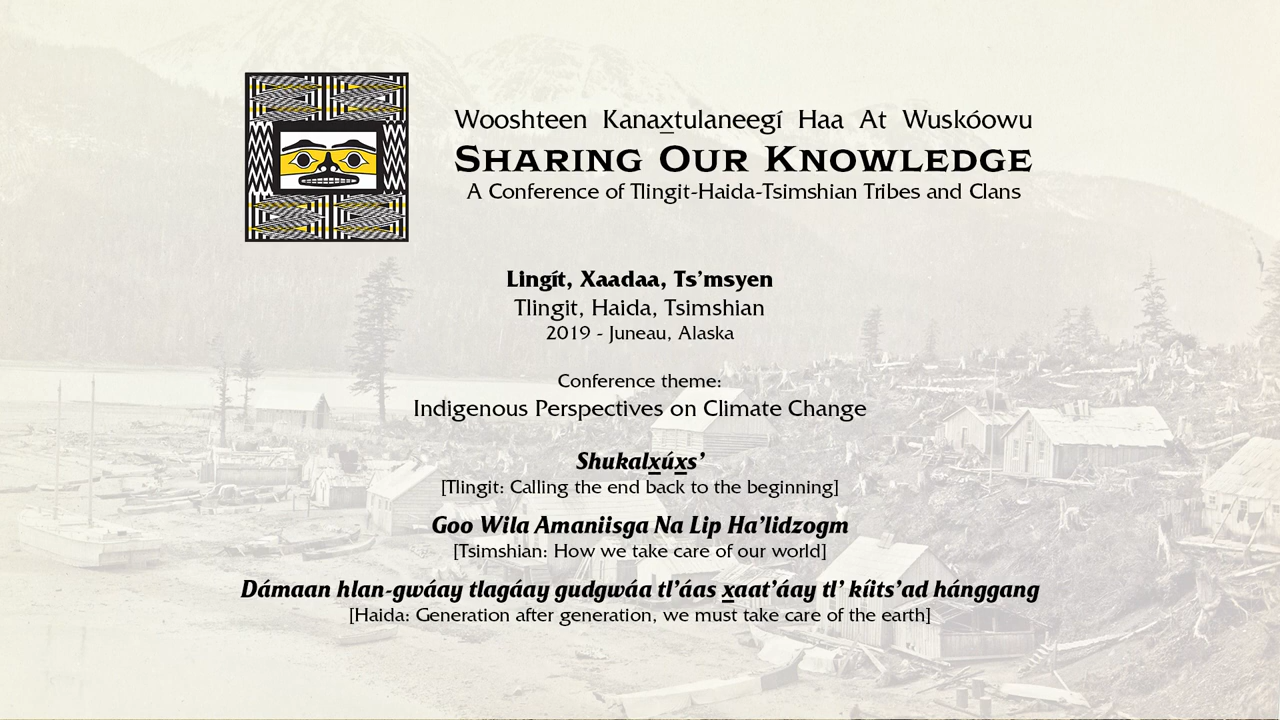 Wooshteen Kanax̱tulaneegí Haa At Wuskóowu
Sharing Our Knowledge
A Conference of Tlingit-Haida-Tsimshian Tribes and Clans
Lingít, Xaadaa, Ts’msyen
Tlingit, Haida, Tsimshian
2019 - Juneau, Alaska
Conference theme:
Indigenous Perspectives on Climate Change
Shukalx̱úx̱s’
[Tlingit: Calling the end back to the beginning]
Goo Wila Amaniisga Na Lip Ha’lidzogm
[Tsimshian: How we take care of our world]
Dámaan hlan-gwáay tlagáay gudgwáa tl’áas x̱aat’áay tl’ kíits’ad hánggang
[Haida: Generation after generation, we must take care of the earth]